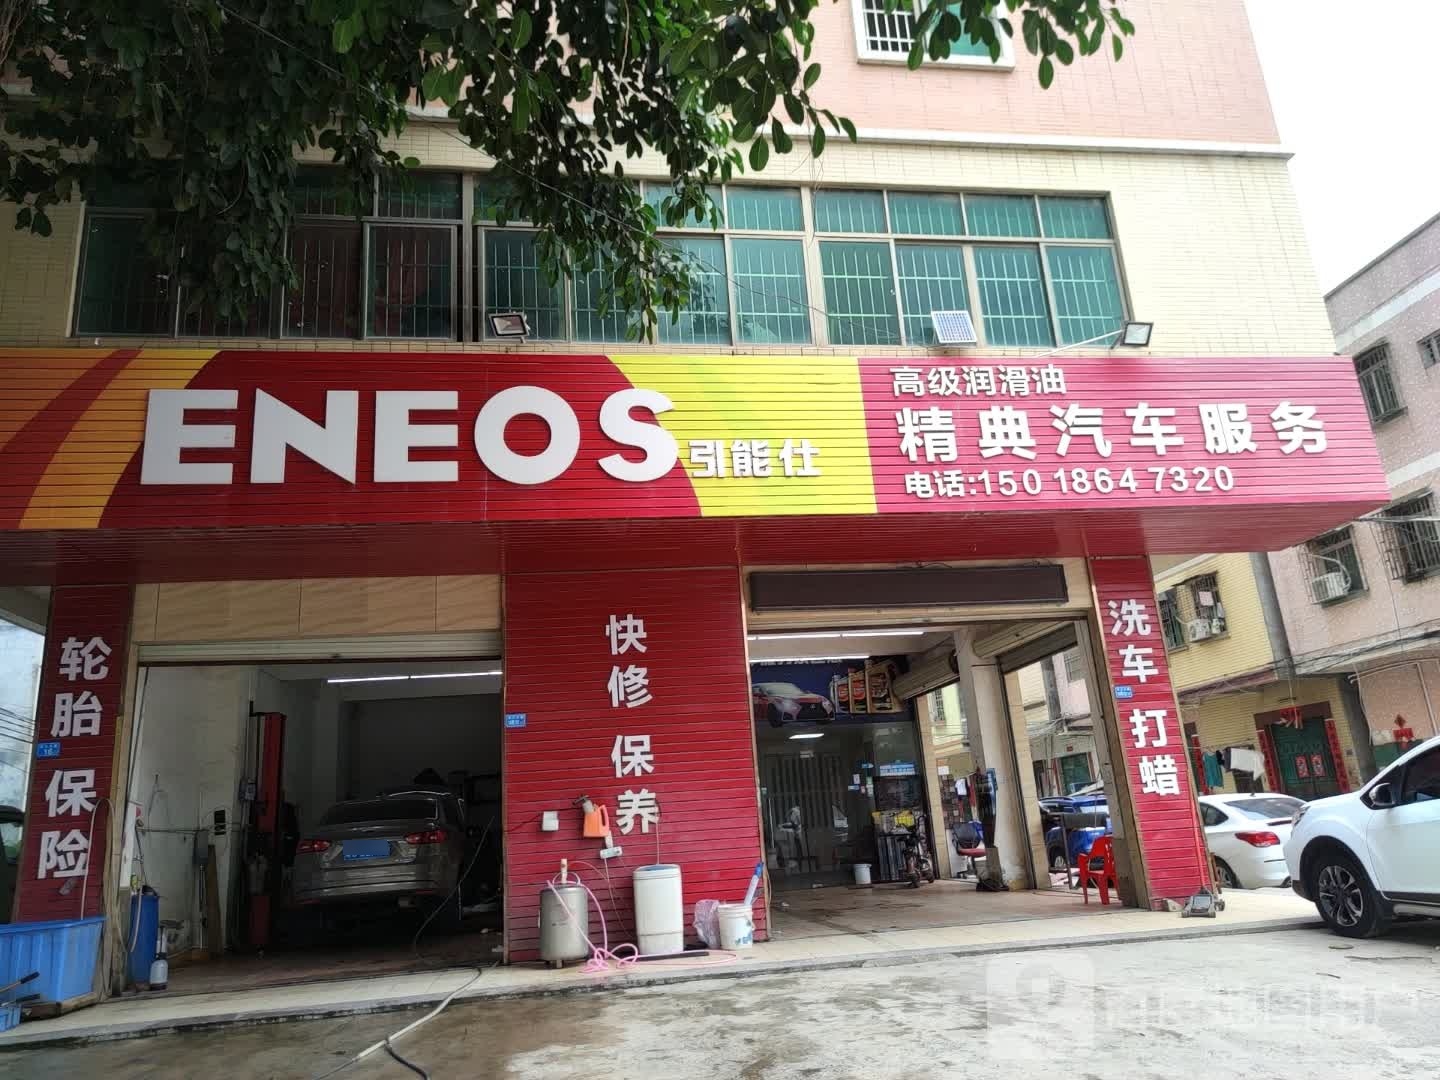 ENEOS
引能仕
高级润滑油
精典汽车服务
电话:150 1864 7320
轮胎 保险
快修 保养
洗车 打蜡